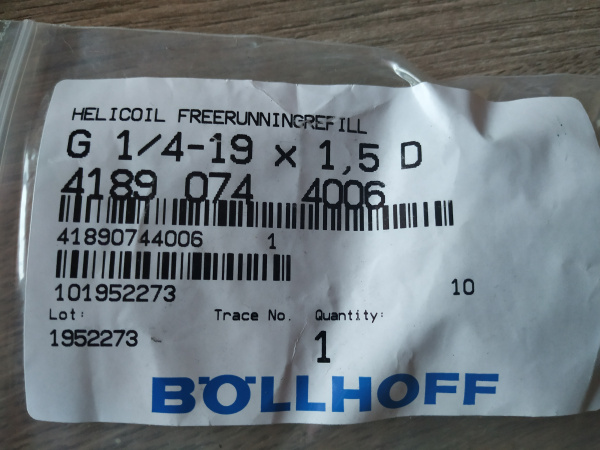 HELICOIL FREERUNNINGREFILL
G 1/4-19 x 1,5 D
4189 074 4006
41890744006 1
101952273 10
Lot: Trace No. Quantity:
1952273 1
BÖLLHOFF